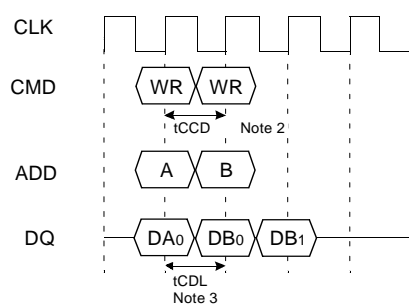 CLK
CMD WR WR
tCCD Note 2
ADD A B
DQ DA0 DB0 DB1
tCDL
Note 3